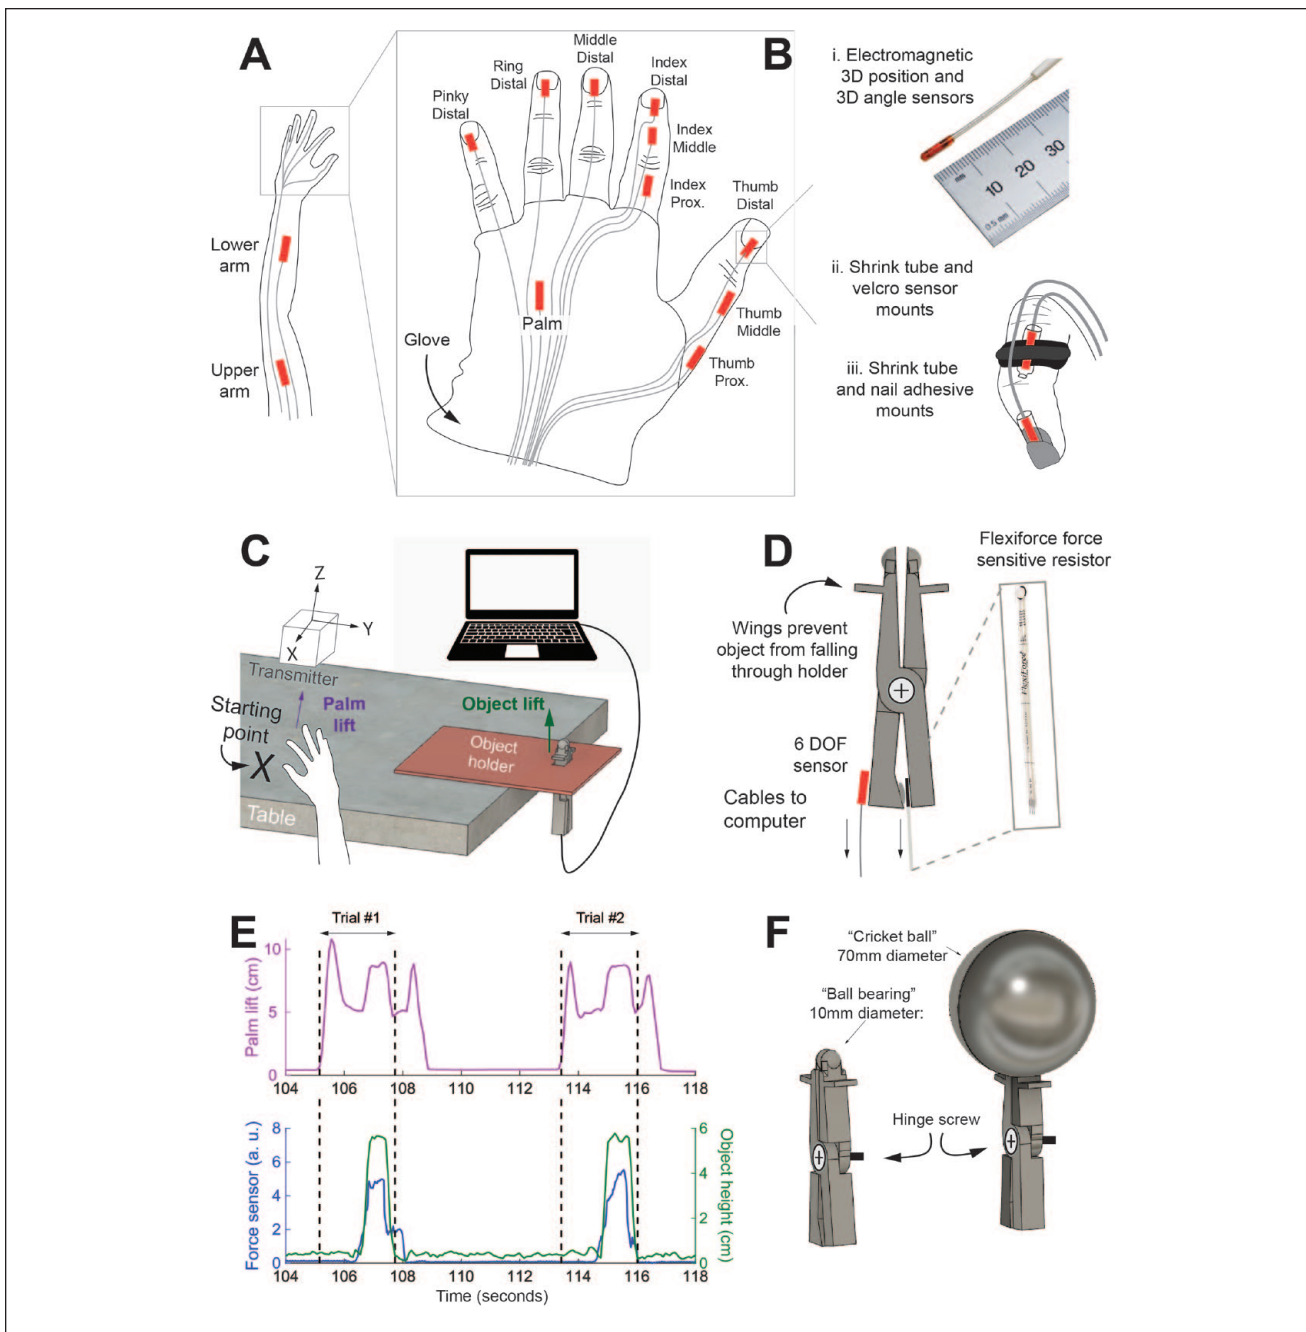 A
Pinky
Distal
Ring
Distal
Middle
Distal
Index
Distal
Index
Middle
Index
Prox.
Thumb
Distal
Thumb
Middle
Thumb
Prox.
Palm
Glove
Lower
arm
Upper
arm
B
i. Electromagnetic
3D position and
3D angle sensors
mm
10
20
30
0.5 mm
ii. Shrink tube and
velcro sensor
mounts
iii. Shrink tube
and nail adhesive
mounts
C
Z
Y
X
Transmitter
Starting
point
X
Palm
lift
Object lift
Object
holder
Table
D
Flexiforce force
sensitive resistor
Wings prevent
object from falling
through holder
6 DOF
sensor
Cables to
computer
FlexiForce
E
Trial #1
Trial #2
Palm lift (cm)
10
5
0
104
106
108
110
112
114
116
118
Force sensor (a. u.)
8
6
4
2
0
Object height (cm)
6
4
2
0
104
106
108
110
112
114
116
118
Time (seconds)
F
“Cricket ball”
70mm diameter
“Ball bearing”
10mm diameter:
Hinge screw